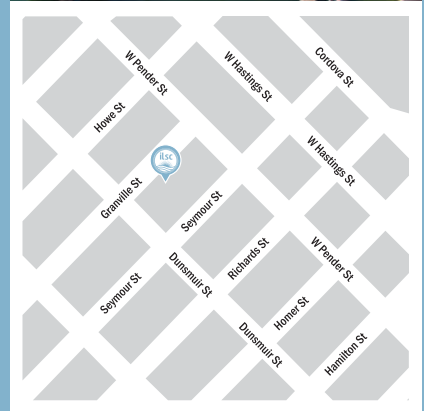 Cordova St
W Pender St
W Hastings St
Howe St
W Hastings St
ilsc
Granville St
Seymour St
W Pender St
Richards St
Dunsmuir St
Seymour St
Homer St
Dunsmuir St
Hamilton St